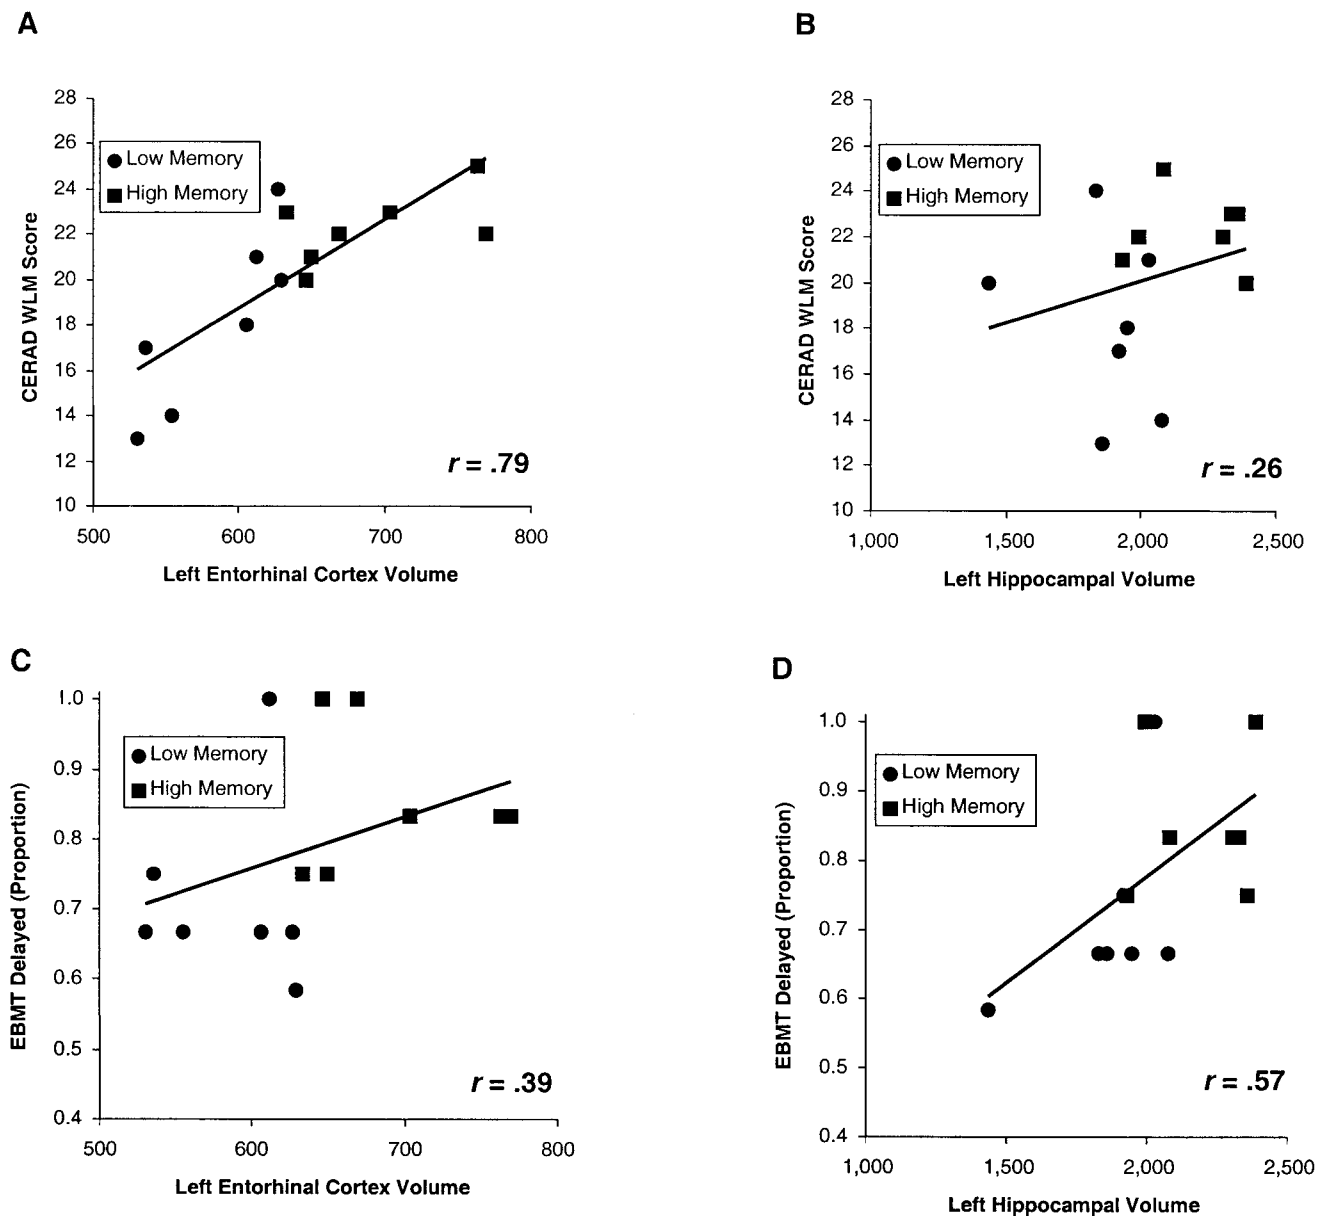 A
28
26
24
22
20
18
16
14
12
10
CERAD WLM Score
Low Memory
High Memory
r = .79
500
600
700
800
Left Entorhinal Cortex Volume
B
28
26
24
22
20
18
16
14
12
10
CERAD WLM Score
Low Memory
High Memory
r = .26
1,000
1,500
2,000
2,500
Left Hippocampal Volume
C
1.0
0.9
0.8
0.7
0.6
0.5
0.4
EBMT Delayed (Proportion)
Low Memory
High Memory
r = .39
500
600
700
800
Left Entorhinal Cortex Volume
D
1.0
0.9
0.8
0.7
0.6
0.5
0.4
EBMT Delayed (Proportion)
Low Memory
High Memory
r = .57
1,000
1,500
2,000
2,500
Left Hippocampal Volume